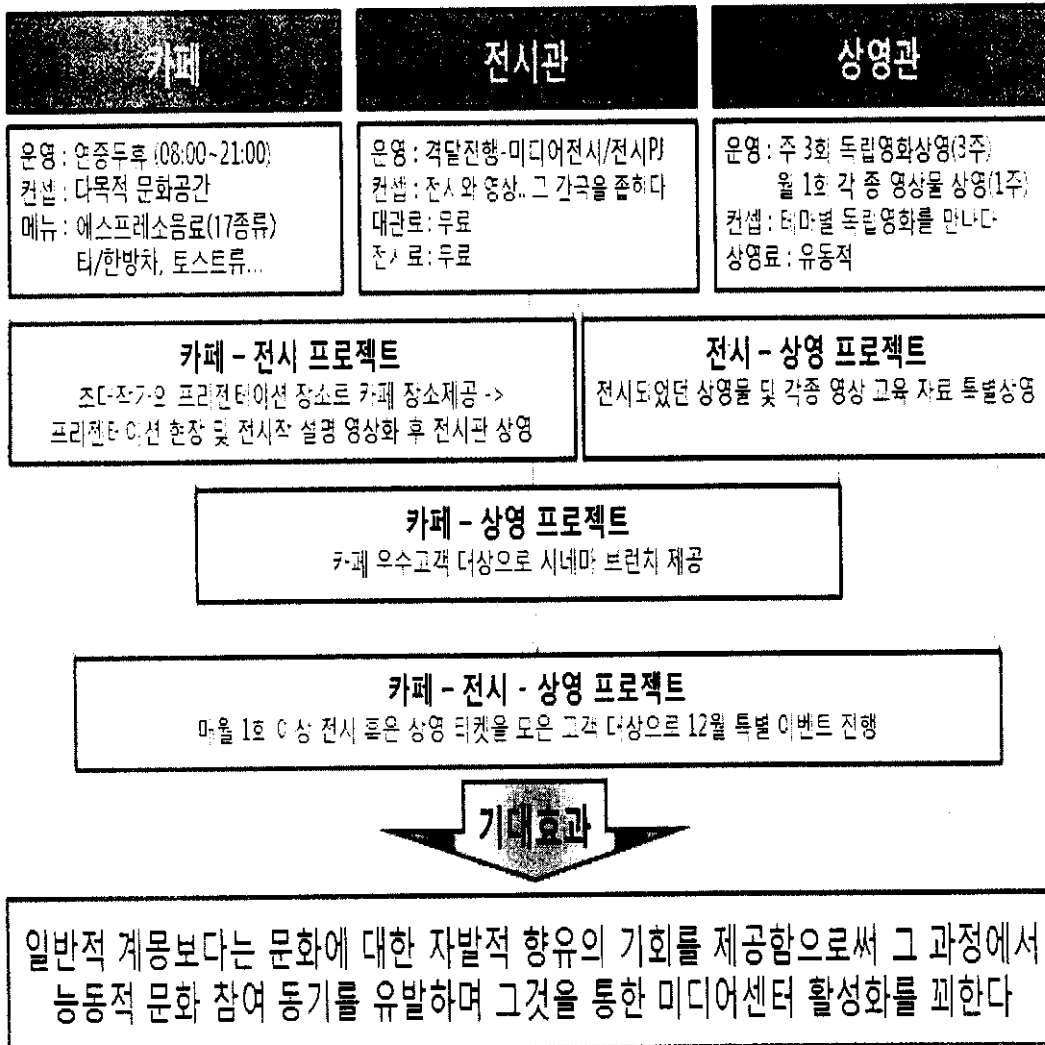 카페
전시관
상영관
운영 : 연중두휴 (08:00~21:00)
컨셉 : 다목적 문화공간
메뉴 : 에스프레소음료(17종류)
티/한방차, 토스트류...
운영 : 격달진행-미디어전시/전시PJ
컨셉 : 전시와 영상.. 그 간극을 좁히다
대관료 : 무료
전시료 : 무료
운영 : 주 3회 독립영화상영(3주)
월 1회 각 종 영상물 상영(1주)
컨셉 : 테마별 독립영화를 만나다
상영료 : 유동적
카페 – 전시 프로젝트
초대작가의 프리젠테이션 장소로 카페 장소제공 ->
프리젠테이션 현장 및 전시작 설명 영상화 후 전시관 상영
전시 – 상영 프로젝트
전시되었던 상영물 및 각종 영상 교육 자료 특별상영
카페 – 상영 프로젝트
카페 우수고객 대상으로 시네마 브런치 제공
카페 – 전시 - 상영 프로젝트
매월 1회 이상 전시 혹은 상영 티켓을 모은 고객 대상으로 12월 특별 이벤트 진행
기대효과
일반적 계몽보다는 문화에 대한 자발적 향유의 기회를 제공함으로써 그 과정에서
능동적 문화 참여 동기를 유발하며 그것을 통한 미디어센터 활성화를 꾀한다